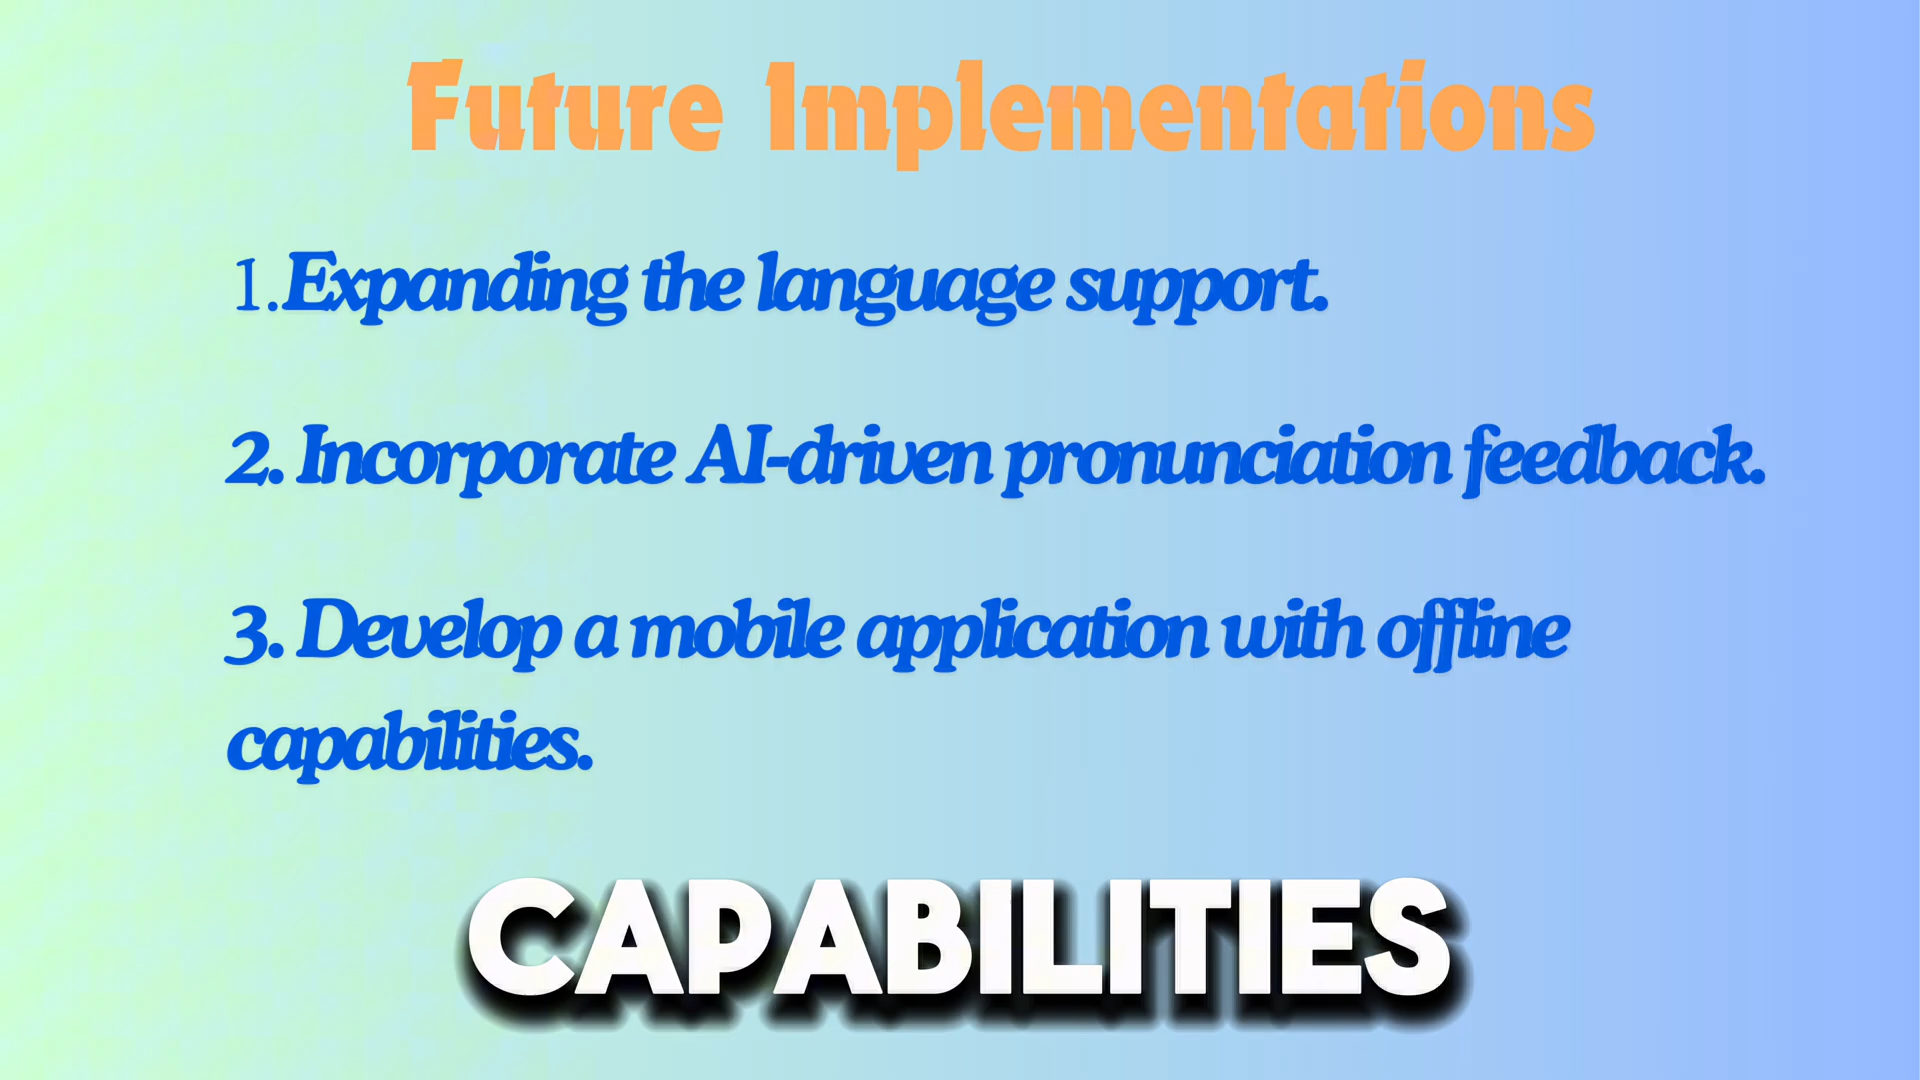 Future Implementations
1.Expanding the language support.
2. Incorporate AI-driven pronunciation feedback.
3. Develop a mobile application with offline
capabilities.
CAPABILITIES